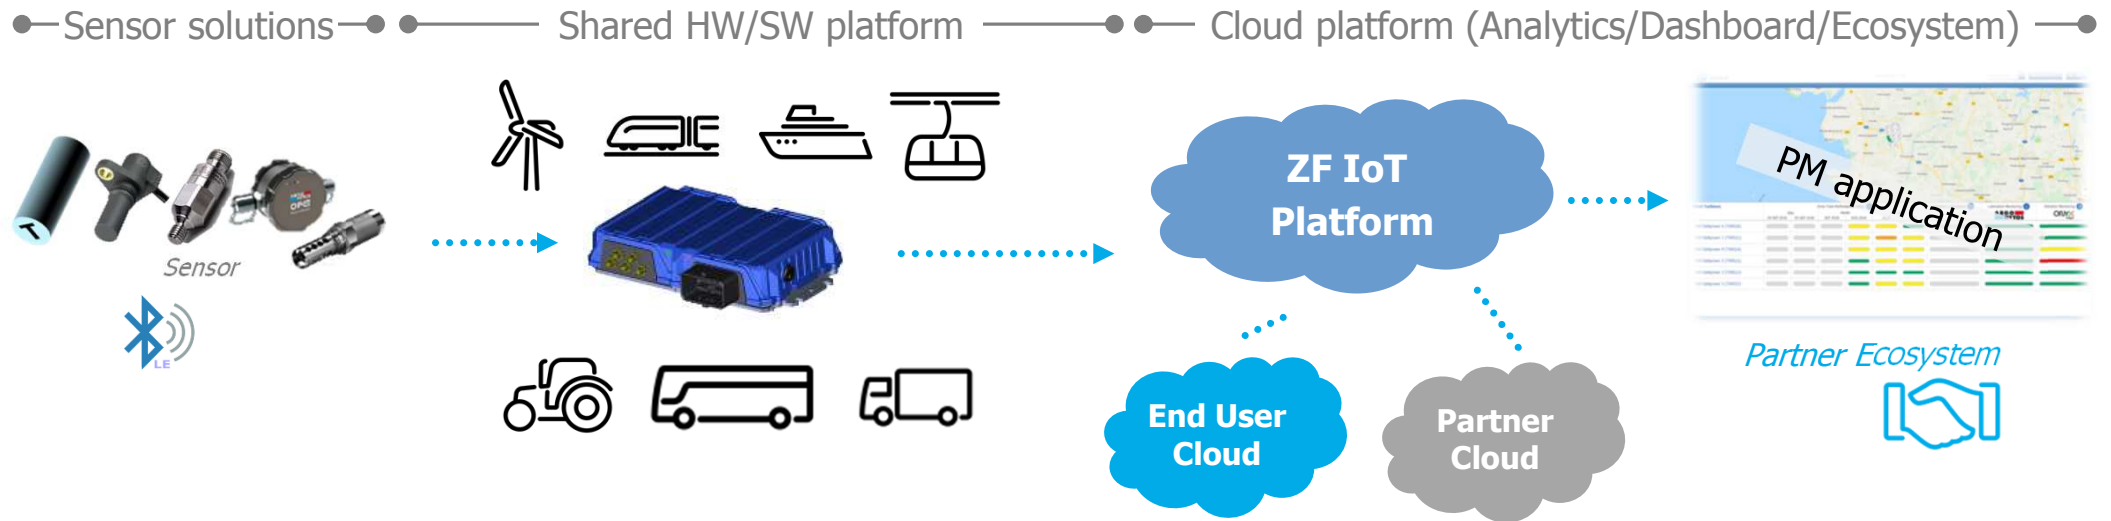 Sensor solutions
Shared HW/SW platform
Cloud platform (Analytics/Dashboard/Ecosystem)
Sensor
LE
ZF IoT
Platform
End User
Cloud
Partner
Cloud
PM application
Partner Ecosystem